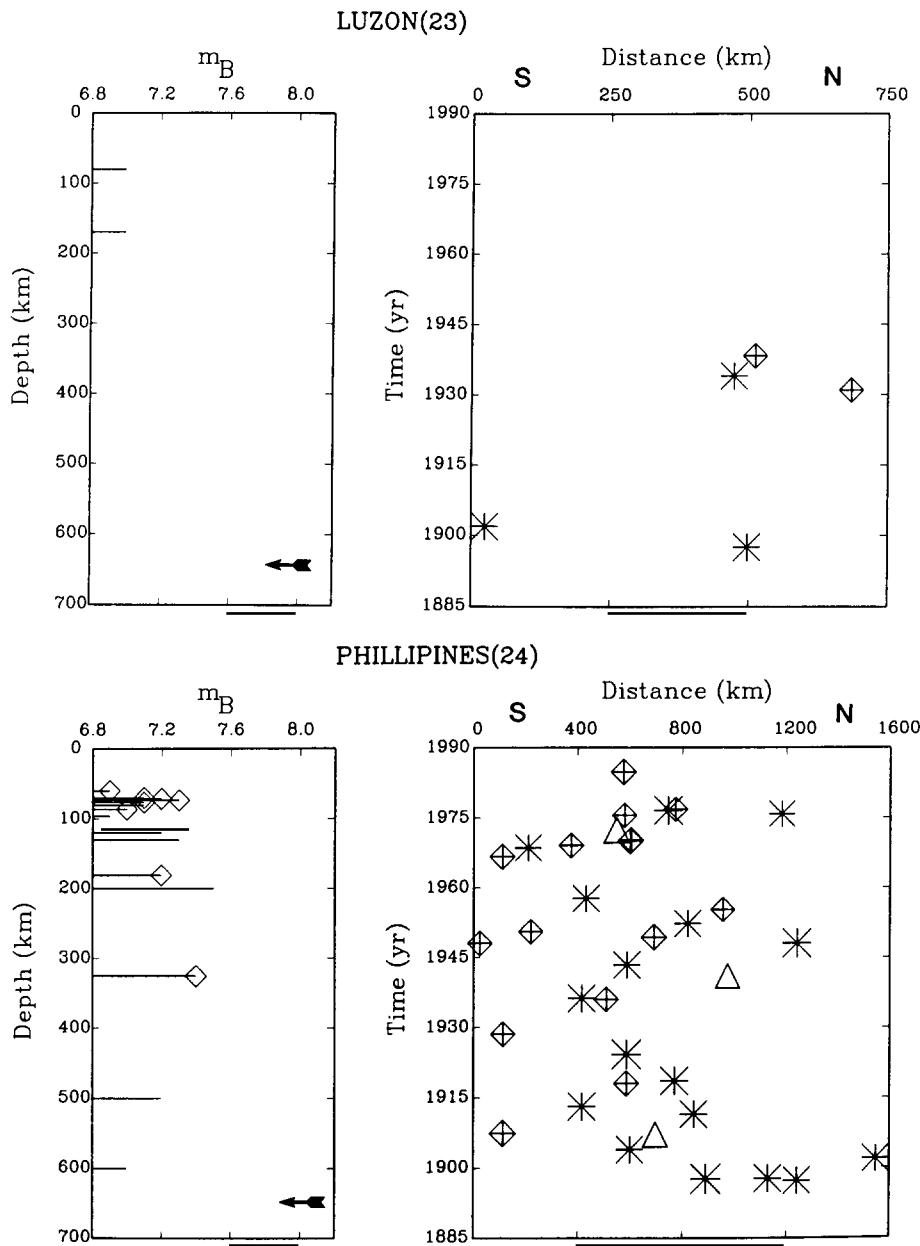 LUZON(23)
m_B
6.8 7.2 7.6 8.0
0
100
200
300
400
500
600
700
Depth (km)
Distance (km)
S N
0 250 500 750
1990
1975
1960
1945
1930
1915
1900
1885
Time (yr)
PHILLIPINES(24)
m_B
6.8 7.2 7.6 8.0
0
100
200
300
400
500
600
700
Depth (km)
Distance (km)
S N
0 400 800 1200 1600
1990
1975
1960
1945
1930
1915
1900
1885
Time (yr)